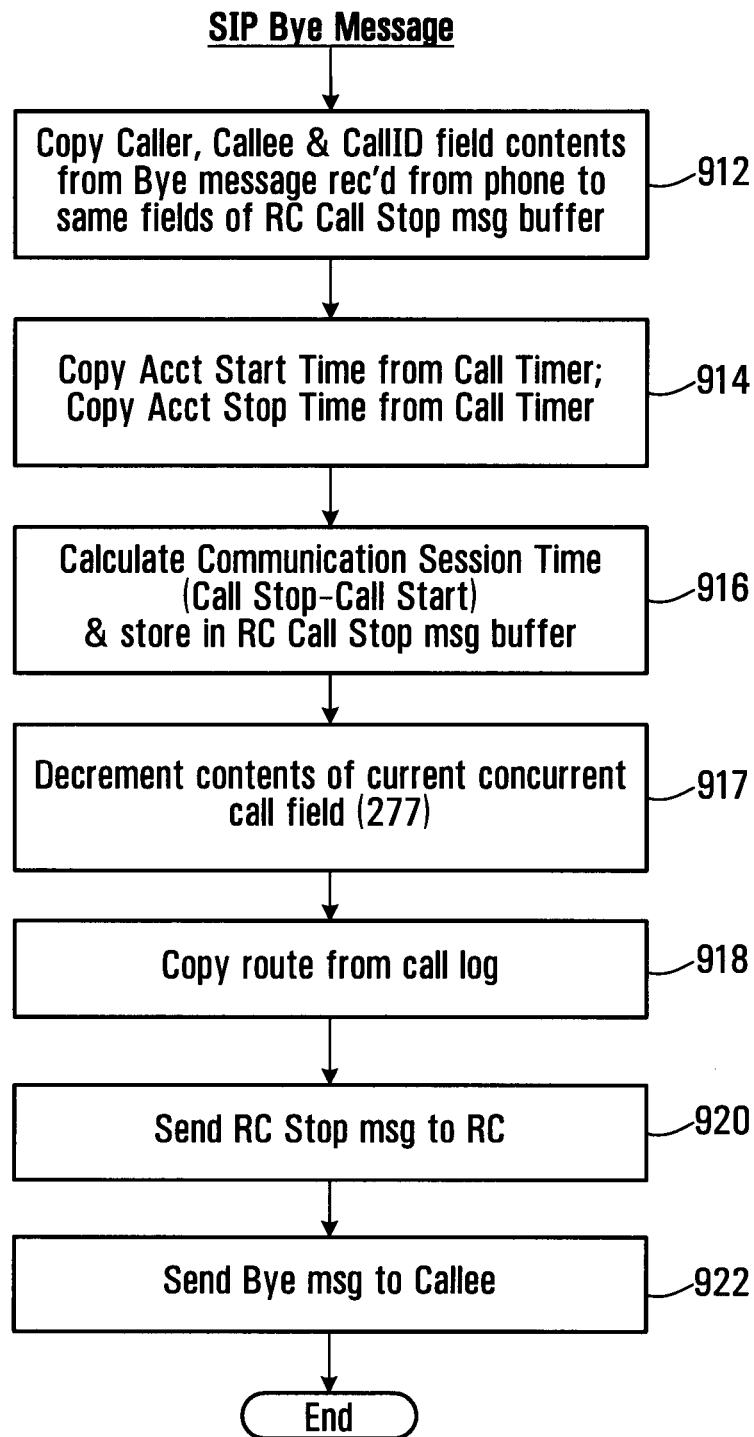 SIP Bye Message
Copy Caller, Callee & CallID field contents
from Bye message rec'd from phone to
same fields of RC Call Stop msg buffer
912
Copy Acct Start Time from Call Timer;
Copy Acct Stop Time from Call Timer
914
Calculate Communication Session Time
(Call Stop-Call Start)
& store in RC Call Stop msg buffer
916
Decrement contents of current concurrent
call field (277)
917
Copy route from call log
918
Send RC Stop msg to RC
920
Send Bye msg to Callee
922
End